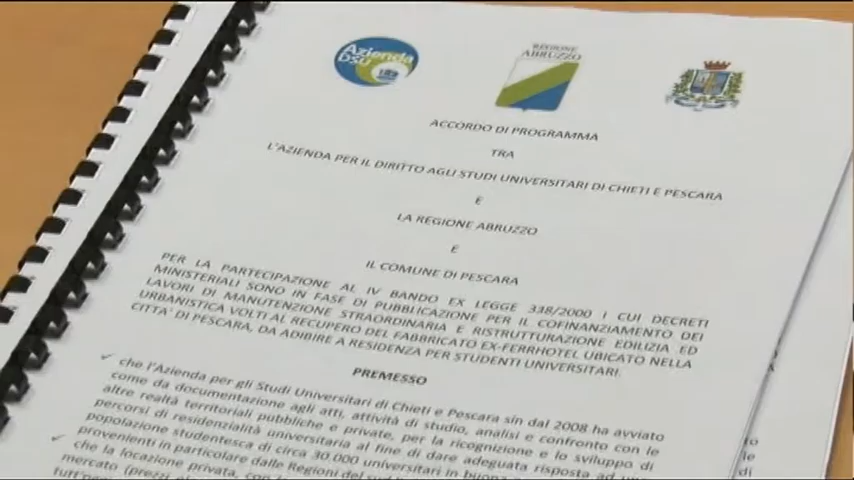 Azienda
DSU
REGIONE
ABRUZZO
ACCORDO DI PROGRAMMA
TRA
L'AZIENDA PER IL DIRITTO AGLI STUDI UNIVERSITARI DI CHIETI E PESCARA
E
LA REGIONE ABRUZZO
E
IL COMUNE DI PESCARA
PER LA PARTECIPAZIONE AL IV BANDO EX LEGGE 338/2000 I CUI DECRETI
MINISTERIALI SONO IN FASE DI PUBBLICAZIONE PER IL COFINANZIAMENTO DEI
LAVORI DI MANUTENZIONE STRAORDINARIA E RISTRUTTURAZIONE EDILIZIA ED
URBANISTICA VOLTI AL RECUPERO DEL FABBRICATO EX-FERRHOTEL UBICATO NELLA
CITTA' DI PESCARA, DA ADIBIRE A RESIDENZA PER STUDENTI UNIVERSITARI.
PREMESSO
✓ che l'Azienda per gli Studi Universitari di Chieti e Pescara sin dal 2008 ha avviato
come da documentazione agli atti, attività di studio, analisi e confronto con le
altre realtà territoriali pubbliche e private, per la ricognizione e lo sviluppo di
percorsi di residenzialità universitaria al fine di dare adeguata risposta ad una
popolazione studentesca di circa 30.000 universitari in buona
provenienti in particolare dalle Regioni del sud
✓ che la locazione privata, con
mercato (prezzi